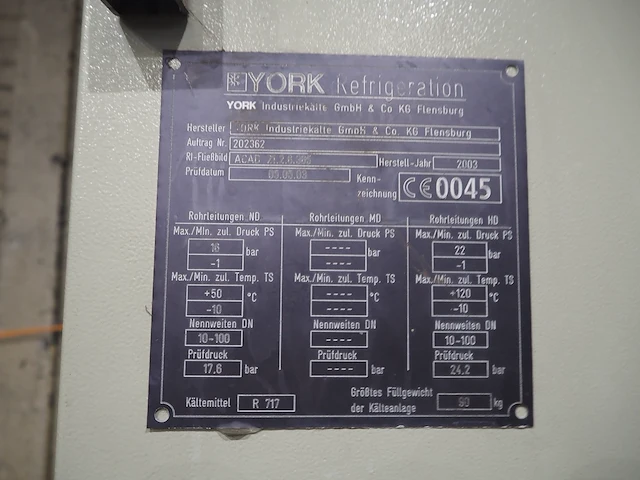 YORK Refrigeration
YORK Industriekälte GmbH & Co KG Flensburg
Hersteller YORK Industriekälte GmbH & Co. KG Flensburg
Auftrag Nr. 202362
RI-Fließbild Herstell-Jahr 2003
Prüfdatum Kenn-
zeichnung CE 0045
Rohrleitungen ND Rohrleitungen MD Rohrleitungen HD
Max./Min. zul. Druck PS Max./Min. zul. Druck PS Max./Min. zul. Druck PS
16 bar ---- bar 22 bar
-1 ---- -1
Max./Min. zul. Temp. TS Max./Min. zul. Temp. TS Max./Min. zul. Temp. TS
+50 °C ---- °C +120 °C
-10 ---- -10
Nennweiten DN Nennweiten DN Nennweiten DN
10-100 ---- 10-100
Prüfdruck Prüfdruck Prüfdruck
17.6 bar ---- bar 24.2 bar
Kältemittel R 717 Größtes Füllgewicht
der Kälteanlage 90 kg